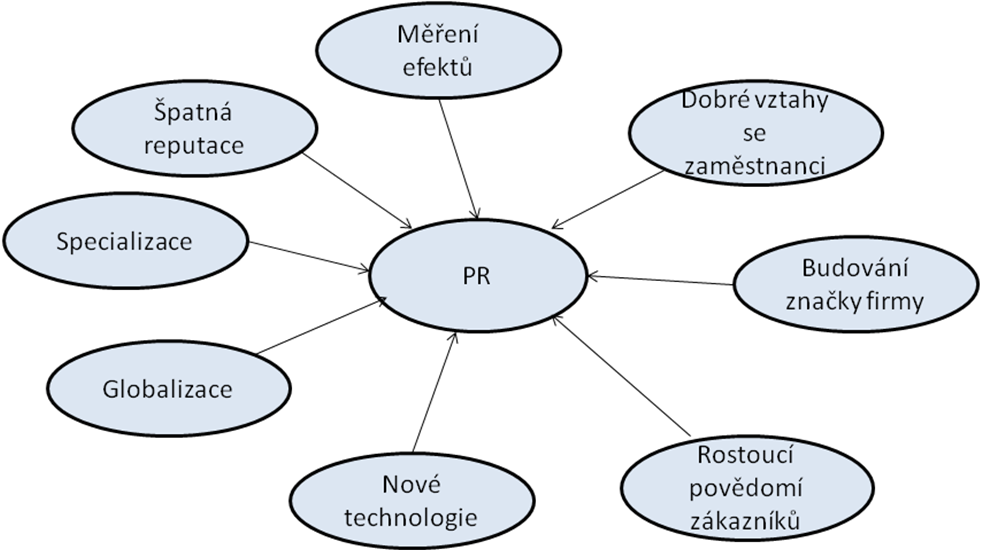 Měření
efektů
Špatná
reputace
Dobré vztahy
se
zaměstnanci
Specializace
PR
Budování
značky firmy
Globalizace
Nové
technologie
Rostoucí
povědomí
zákazníků